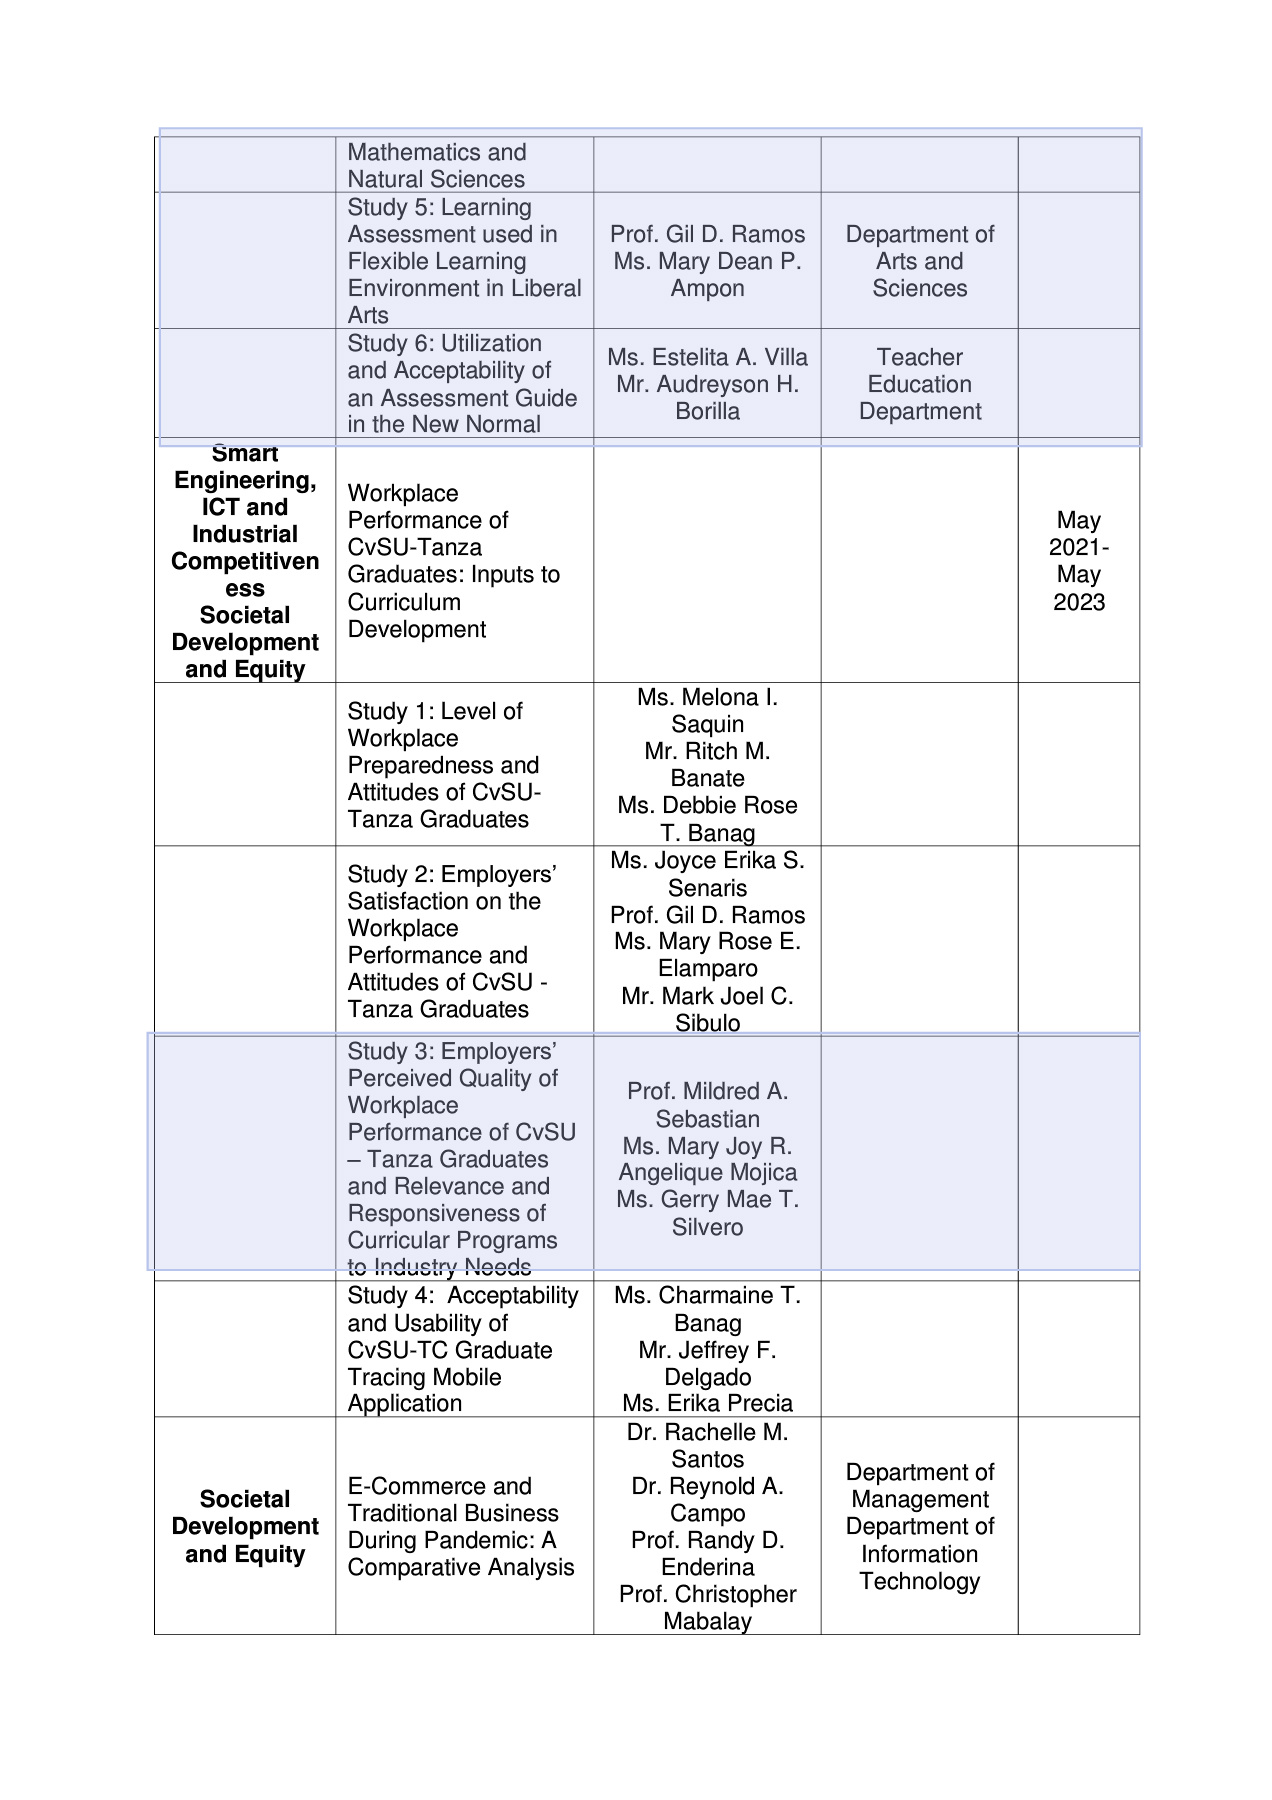 Mathematics and
Natural Sciences
Study 5: Learning
Assessment used in
Flexible Learning
Environment in Liberal
Arts
Prof. Gil D. Ramos
Ms. Mary Dean P.
Ampon
Department of
Arts and
Sciences
Study 6: Utilization
and Acceptability of
an Assessment Guide
in the New Normal
Ms. Estelita A. Villa
Mr. Audreyson H.
Borilla
Teacher
Education
Department
Smart
Engineering,
ICT and
Industrial
Competitiven
ess
Societal
Development
and Equity
Workplace
Performance of
CvSU-Tanza
Graduates: Inputs to
Curriculum
Development
May
2021-
May
2023
Study 1: Level of
Workplace
Preparedness and
Attitudes of CvSU-
Tanza Graduates
Ms. Melona I.
Saquin
Mr. Ritch M.
Banate
Ms. Debbie Rose
T. Banag
Study 2: Employers’
Satisfaction on the
Workplace
Performance and
Attitudes of CvSU -
Tanza Graduates
Ms. Joyce Erika S.
Senaris
Prof. Gil D. Ramos
Ms. Mary Rose E.
Elamparo
Mr. Mark Joel C.
Sibulo
Study 3: Employers’
Perceived Quality of
Workplace
Performance of CvSU
– Tanza Graduates
and Relevance and
Responsiveness of
Curricular Programs
to Industry Needs
Prof. Mildred A.
Sebastian
Ms. Mary Joy R.
Angelique Mojica
Ms. Gerry Mae T.
Silvero
Study 4:  Acceptability
and Usability of
CvSU-TC Graduate
Tracing Mobile
Application
Ms. Charmaine T.
Banag
Mr. Jeffrey F.
Delgado
Ms. Erika Precia
Societal
Development
and Equity
E-Commerce and
Traditional Business
During Pandemic: A
Comparative Analysis
Dr. Rachelle M.
Santos
Dr. Reynold A.
Campo
Prof. Randy D.
Enderina
Prof. Christopher
Mabalay
Department of
Management
Department of
Information
Technology